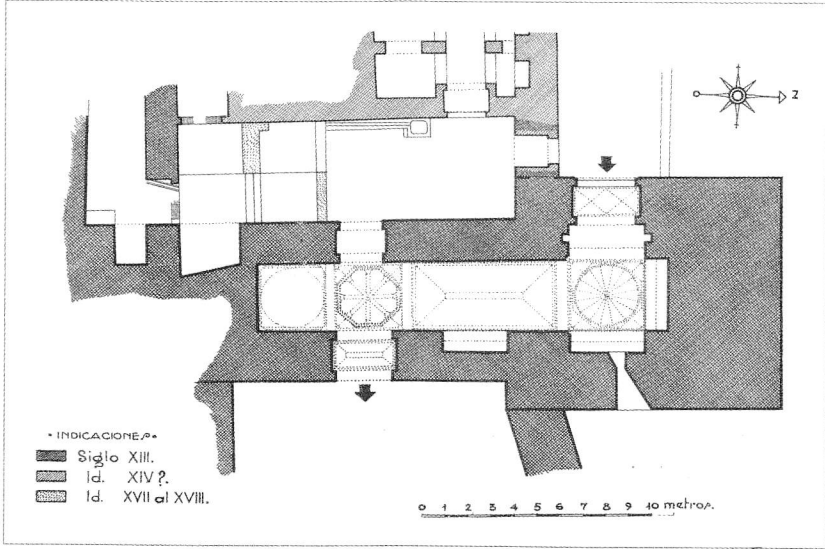 Z
• INDICACIONES •
Siglo XIII.
Id. XIV?.
Id. XVII al XVIII.
0 1 2 3 4 5 6 7 8 9 10 metros.